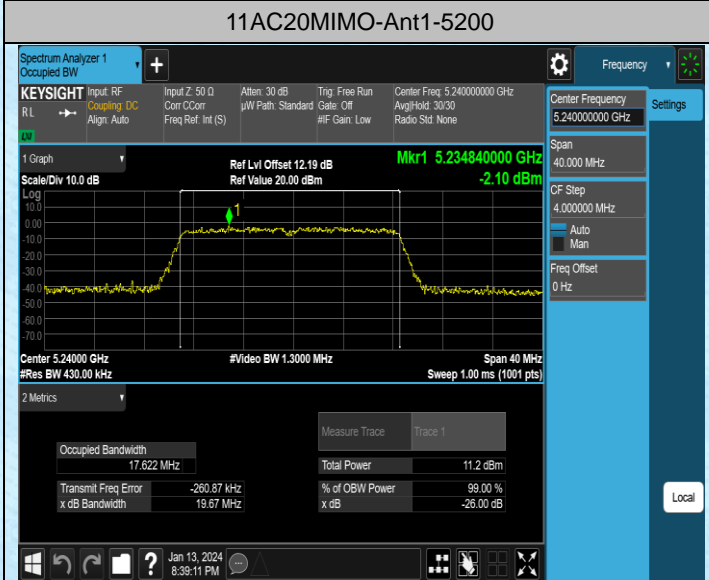 11AC20MIMO-Ant1-5200
Spectrum Analyzer 1
Occupied BW
Frequency
KEYSIGHT
RL
LXI
Input: RF
Coupling: DC
Align: Auto
Input Z: 50 Ω
Corr CCorr
Freq Ref: Int (S)
Atten: 30 dB
µW Path: Standard
Trig: Free Run
Gate: Off
#IF Gain: Low
Center Freq: 5.240000000 GHz
Avg|Hold: 30/30
Radio Std: None
Center Frequency
5.240000000 GHz
Settings
Span
40.000 MHz
CF Step
4.000000 MHz
Auto
Man
Freq Offset
0 Hz
1 Graph
Scale/Div 10.0 dB
Ref Lvl Offset 12.19 dB
Ref Value 20.00 dBm
Mkr1 5.234840000 GHz
-2.10 dBm
Log
10.0
0.00
-10.0
-20.0
-30.0
-40.0
-50.0
-60.0
-70.0
1
Center 5.24000 GHz
#Res BW 430.00 kHz
#Video BW 1.3000 MHz
Span 40 MHz
Sweep 1.00 ms (1001 pts)
2 Metrics
Measure Trace
Trace 1
Occupied Bandwidth
17.622 MHz
Total Power 11.2 dBm
Transmit Freq Error -260.87 kHz
% of OBW Power 99.00 %
x dB Bandwidth 19.67 MHz
x dB -26.00 dB
Local
Jan 13, 2024
8:39:11 PM